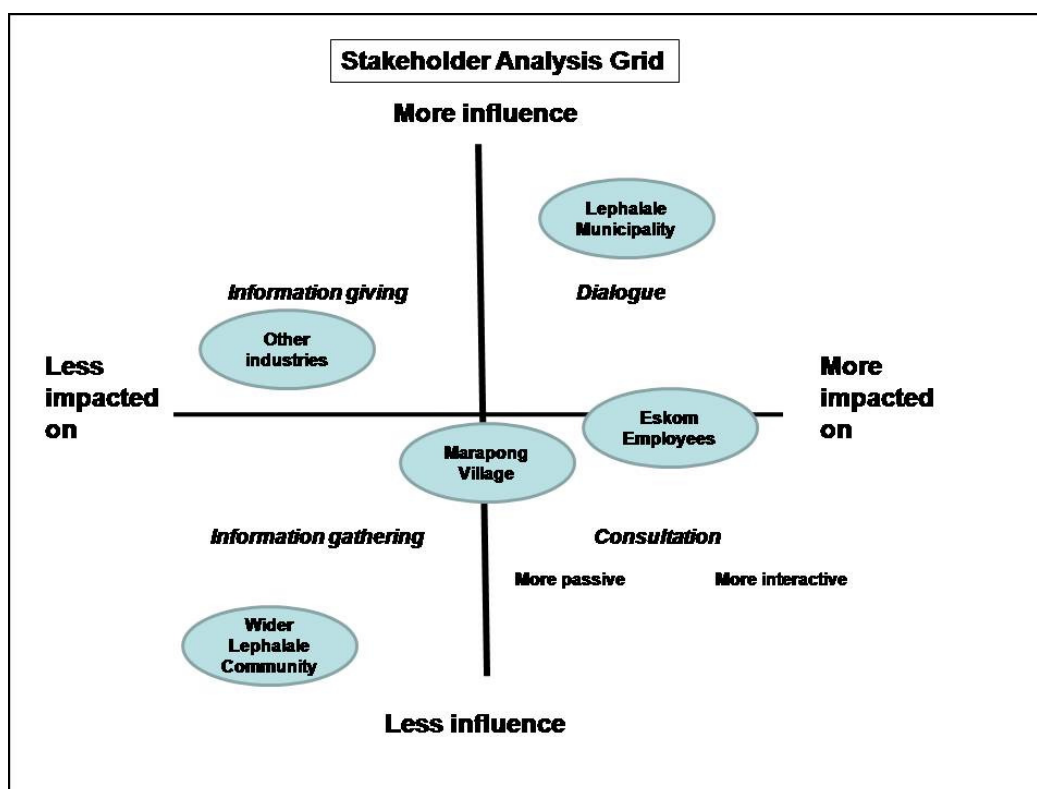 Stakeholder Analysis Grid
More influence
Lephalale
Municipality
Information giving
Dialogue
Other
industries
Less
impacted
on
More
impacted
on
Eskom
Employees
Marapong
Village
Information gathering
Consultation
More passive
More interactive
Wider
Lephalale
Community
Less influence